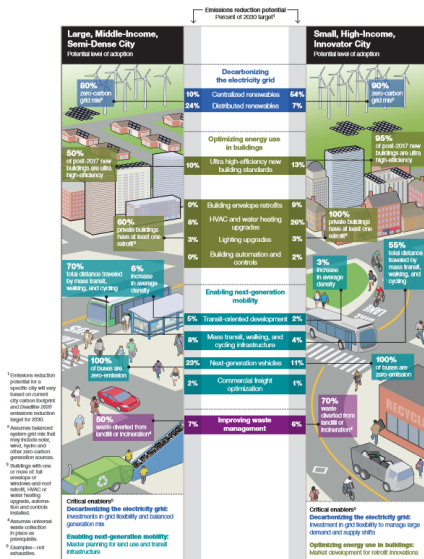 Emissions reduction potential
Percent of 2030 target¹
Large, Middle-Income,
Semi-Dense City
Potential level of adoption
Small, High-Income,
Innovator City
Potential level of adoption
Decarbonizing
the electricity grid
80%
zero-carbon
grid mix²
90%
zero-carbon
grid mix²
10% Centralized renewables 54%
24% Distributed renewables 7%
Optimizing energy use
in buildings
50%
of post-2017 new
buildings are ultra
high-efficiency
95%
of post-2017 new
buildings are ultra
high-efficiency
10% Ultra high-efficiency new
building standards 13%
0% Building envelope retrofits 9%
8% HVAC and water heating
upgrades 26%
3% Lighting upgrades 3%
0% Building automation and
controls 2%
60%
private buildings
have at least one
retrofit³
100%
private buildings
have at least one
retrofit³
70%
total distance traveled
by mass transit,
walking, and cycling
6%
increase
in average
density
3%
increase
in average
density
55%
total distance
traveled by
mass transit,
walking, and
cycling
Enabling next-generation
mobility
5% Transit-oriented development 2%
8% Mass transit, walking, and
cycling infrastructure 4%
23% Next-generation vehicles 11%
2% Commercial freight
optimization 1%
100%
of buses are
zero-emission
100%
of buses are
zero-emission
BIKE LANE
50%
waste diverted from
landfill or incineration⁴
70%
waste
diverted from
landfill or
incineration⁴
7% Improving waste
management 6%
RECYCL
¹ Emissions reduction
potential for a
specific city will vary
based on current
city carbon footprint
and Deadline 2020
emissions reduction
target for 2030.
² Assumes balanced
system grid mix that
may include solar,
wind, hydro and
other zero-carbon
generation sources.
³ Buildings with one
or more of: full
envelope or
windows-and-roof
retrofit, HVAC or
water heating
upgrade, automa-
tion and controls
installed.
⁴ Assumes universal
waste collection
in place as
prerequisite.
⁵ Examples—not
exhaustive.
Critical enablers⁵
Decarbonizing the electricity grid:
Investments in grid flexibility and balanced
generation mix
Enabling next-generation mobility:
Master planning for land use and transit
infrastructure
Critical enablers⁵
Decarbonizing the electricity grid:
Investment in grid flexibility to manage large
demand and supply shifts
Optimizing energy use in buildings:
Market development for retrofit innovations